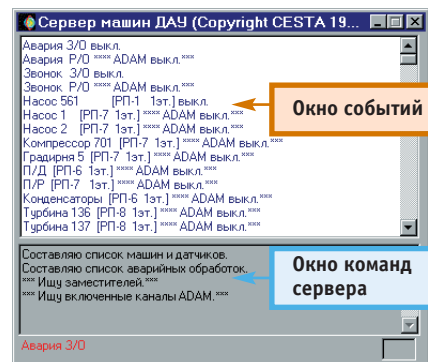 Сервер машин ДАУ (Copyright CESTA 19...
Авария З/О выкл.
Авария Р/О **** ADAM выкл.***
Звонок З/О выкл.
Звонок Р/О **** ADAM выкл.***
Насос 561 [РП-1 1эт.] выкл.
Насос 1 [РП-7 1эт.] **** ADAM выкл.***
Насос 2 [РП-7 1эт.] **** ADAM выкл.***
Компрессор 701 [РП-7 1эт.] **** ADAM выкл.***
Градирня 5 [РП-7 1эт.] **** ADAM выкл.***
П/Д [РП-6 1эт.] **** ADAM выкл.***
П/Р [РП-7 1эт.] **** ADAM выкл.***
Конденсаторы [РП-6 1эт.] **** ADAM выкл.***
Турбина 136 [РП-8 1эт.] **** ADAM выкл.***
Турбина 137 [РП-8 1эт.] **** ADAM выкл.***
Окно событий
Составляю список машин и датчиков.
Составляю список аварийных обработок.
*** Ищу заместителей.***
*** Ищу включенные каналы ADAM.***
Окно команд
сервера
Авария З/О